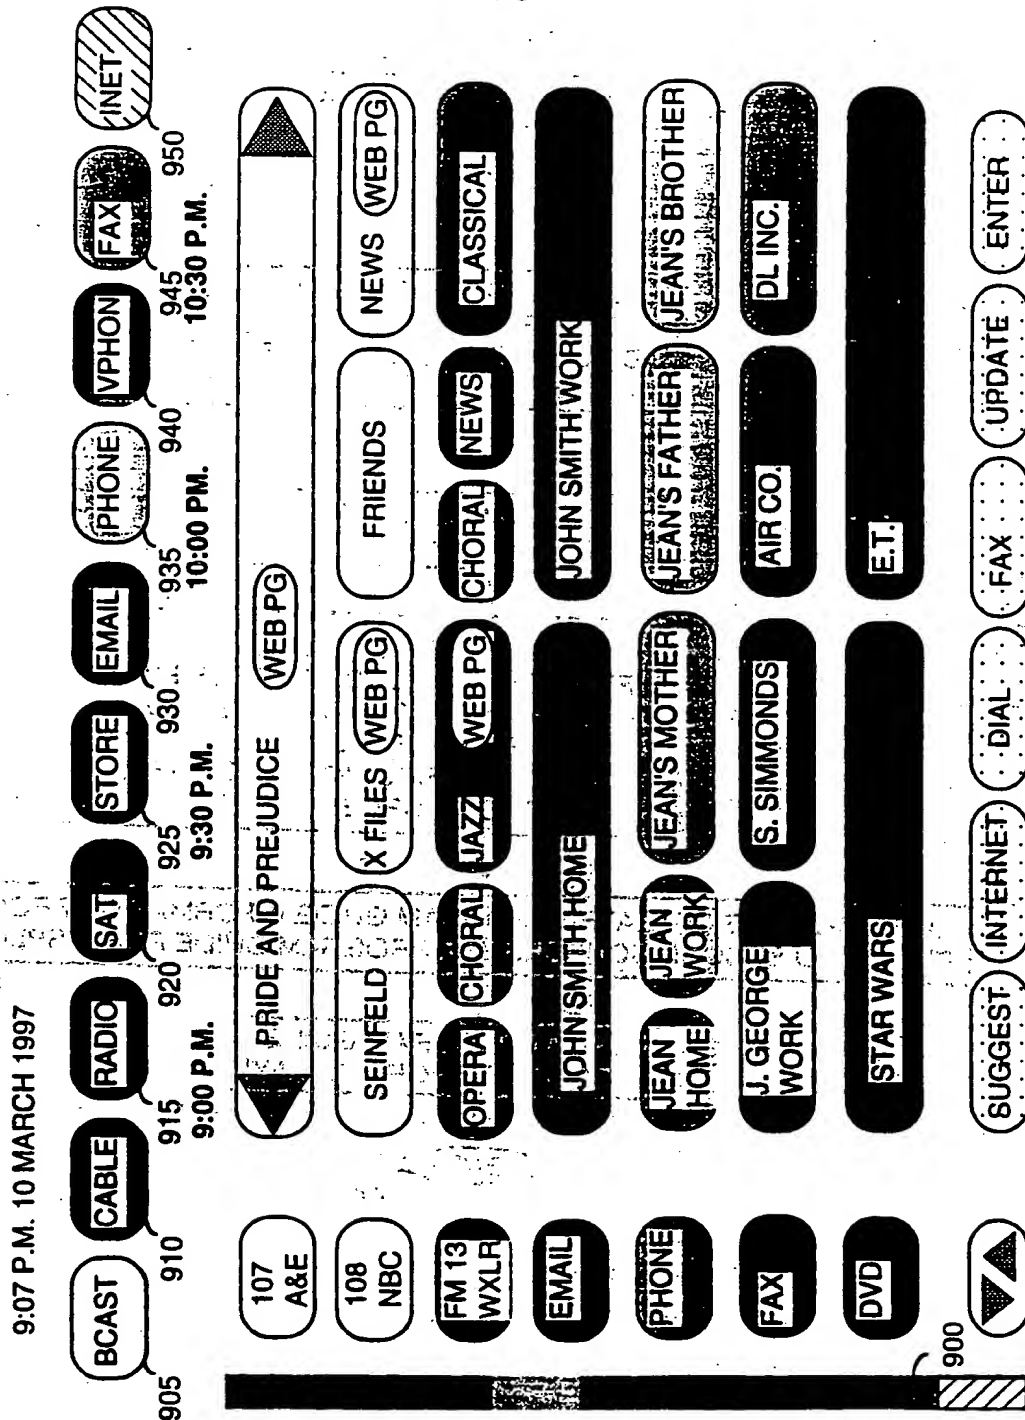 9:07 P.M. 10 MARCH 1997
BCAST CABLE RADIO SAT STORE EMAIL PHONE VPHON FAX INET
905 910 915 920 925 930 935 940 945 950
9:00 P.M. 9:30 P.M. 10:00 PM. 10:30 P.M.
107 A&E PRIDE AND PREJUDICE WEB PG
108 NBC SEINFELD X FILES WEB PG FRIENDS NEWS WEB PG
FM 13 WXLR OPERA CHORAL JAZZ WEB PG CHORAL NEWS CLASSICAL
EMAIL JOHN SMITH HOME JOHN SMITH WORK
PHONE JEAN HOME JEAN WORK JEAN'S MOTHER JEAN'S FATHER JEAN'S BROTHER
FAX J. GEORGE WORK S. SIMMONDS AIR CO. DL INC.
DVD STAR WARS E.T.
900
SUGGEST INTERNET DIAL FAX UPDATE ENTER